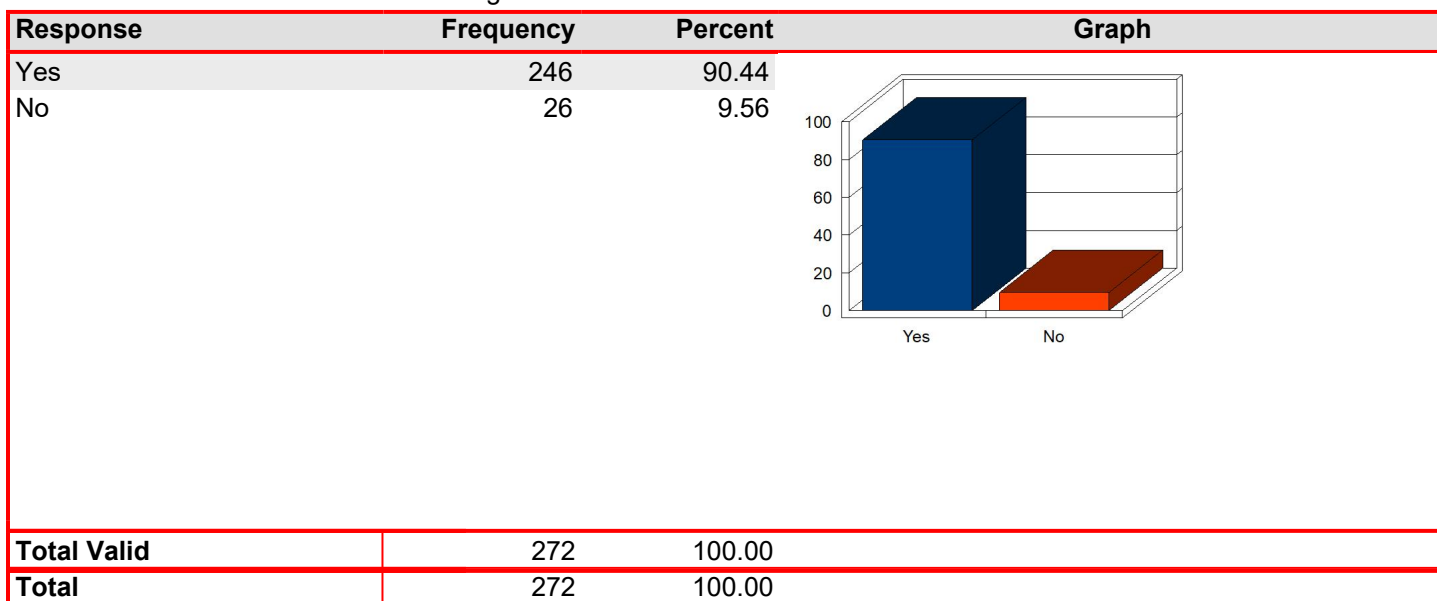 Response Frequency Percent Graph
Yes 246 90.44
No 26 9.56
100
80
60
40
20
0
Yes No
Total Valid 272 100.00
Total 272 100.00